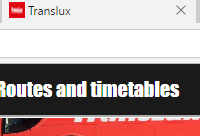 Translux
Routes and timetables